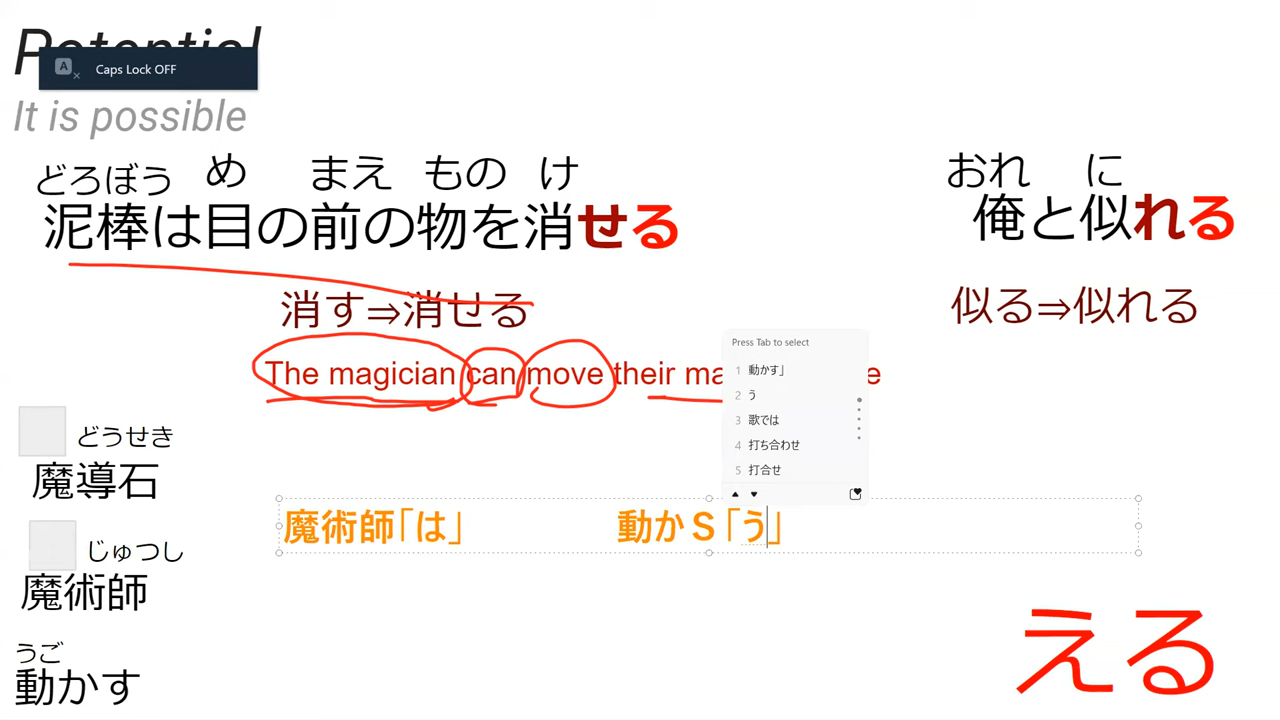 Potential
Caps Lock OFF
It is possible
どろぼう め まえ もの け
泥棒は目の前の物を消せる
おれ に
俺と似れる
消す⇒消せる
似る⇒似れる
The magician can move their ma
Press Tab to select
1 動かす」
2 う
3 歌では
4 打ち合わせ
5 打合せ
どうせき
魔導石
魔術師「は」 動かS「う」
じゅつし
魔術師
うご
動かす
える